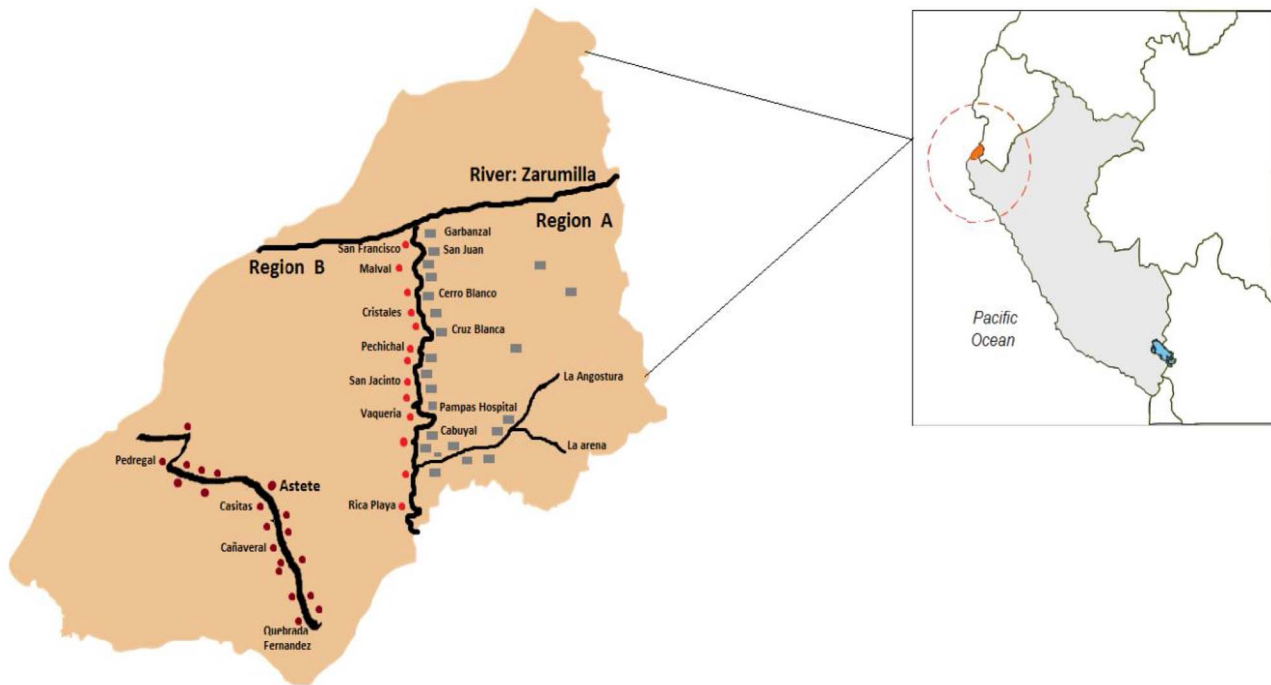 River: Zarumilla
Region A
Region B
Garbanzal
San Francisco
San Juan
Malval
Cerro Blanco
Cristales
Cruz Blanca
Pechichal
San Jacinto
La Angostura
Vaqueria
Pampas Hospital
Cabuyal
La arena
Pedregal
Astete
Casitas
Rica Playa
Cañaveral
Quebrada
Fernandez
Pacific
Ocean